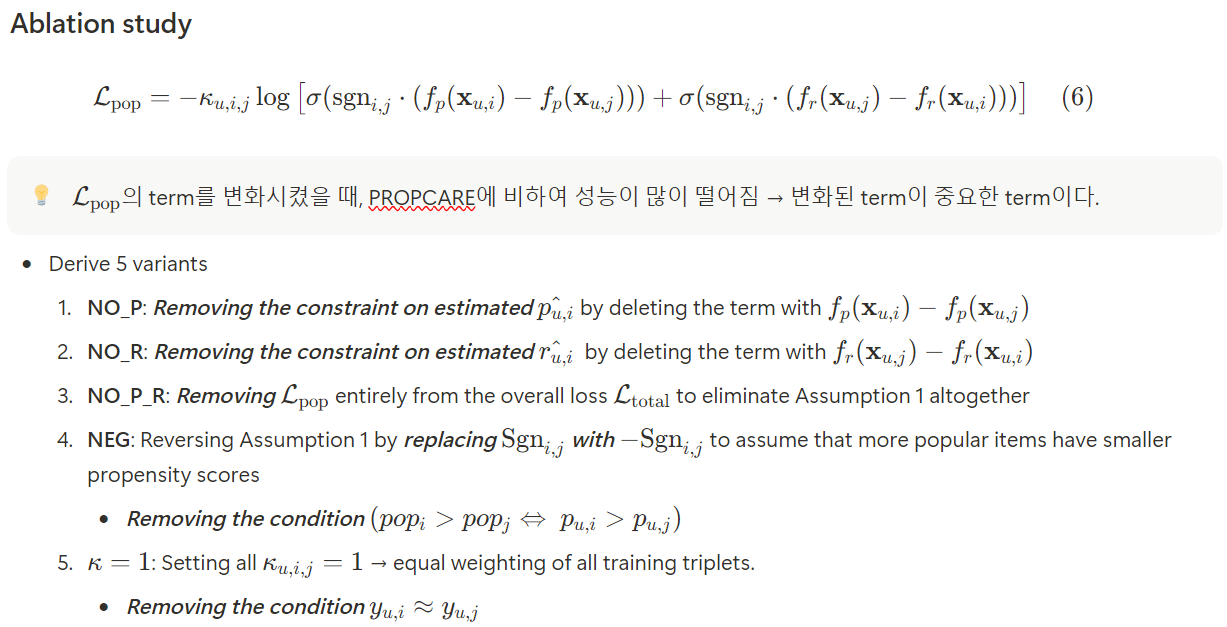 Ablation study
ℒ_pop = −κ_{u,i,j} log [σ(sgn_{i,j} · (f_p(𝐱_{u,i}) − f_p(𝐱_{u,j}))) + σ(sgn_{i,j} · (f_r(𝐱_{u,j}) − f_r(𝐱_{u,i})))] (6)
💡 ℒ_pop의 term를 변화시켰을 때, PROPCARE에 비하여 성능이 많이 떨어짐 → 변화된 term이 중요한 term이다.
• Derive 5 variants
1. NO_P: Removing the constraint on estimated p̂_{u,i} by deleting the term with f_p(𝐱_{u,i}) − f_p(𝐱_{u,j})
2. NO_R: Removing the constraint on estimated r̂_{u,i} by deleting the term with f_r(𝐱_{u,j}) − f_r(𝐱_{u,i})
3. NO_P_R: Removing ℒ_pop entirely from the overall loss ℒ_total to eliminate Assumption 1 altogether
4. NEG: Reversing Assumption 1 by replacing Sgn_{i,j} with −Sgn_{i,j} to assume that more popular items have smaller
propensity scores
• Removing the condition (pop_i > pop_j ⇔ p_{u,i} > p_{u,j})
5. κ = 1: Setting all κ_{u,i,j} = 1 → equal weighting of all training triplets.
• Removing the condition y_{u,i} ≈ y_{u,j}